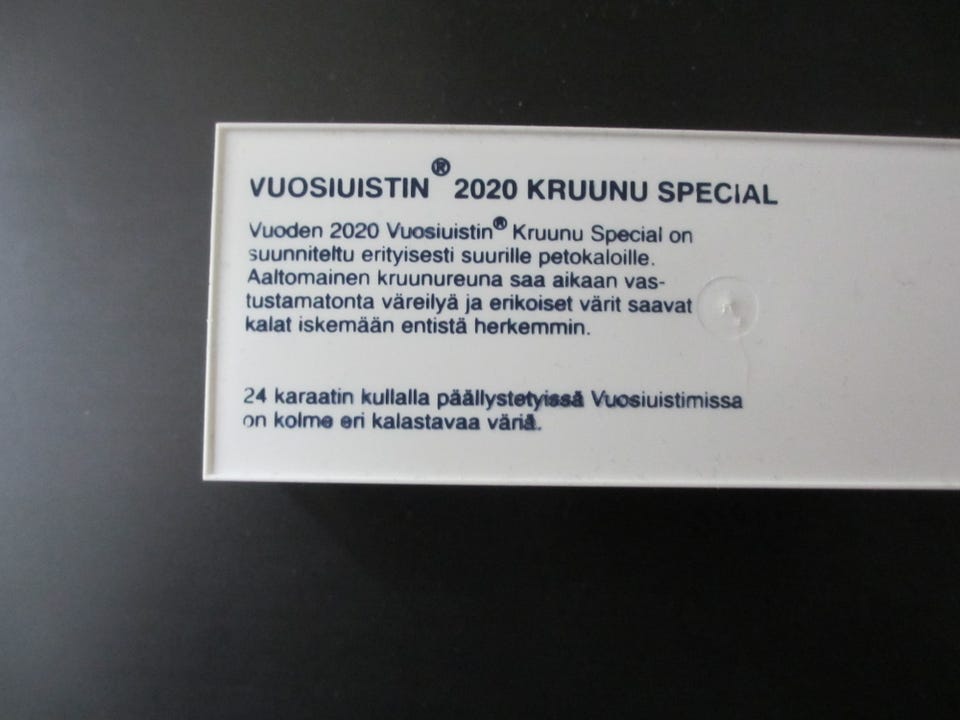 VUOSIUISTIN® 2020 KRUUNU SPECIAL
Vuoden 2020 Vuosiuistin® Kruunu Special on
suunniteltu erityisesti suurille petokaloille.
Aaltomainen kruunureuna saa aikaan vas-
tustamatonta väreilyä ja erikoiset värit saavat
kalat iskemään entistä herkemmin.
24 karaatin kullalla päällystetyissä Vuosiuistimissa
on kolme eri kalastavaa väriä.